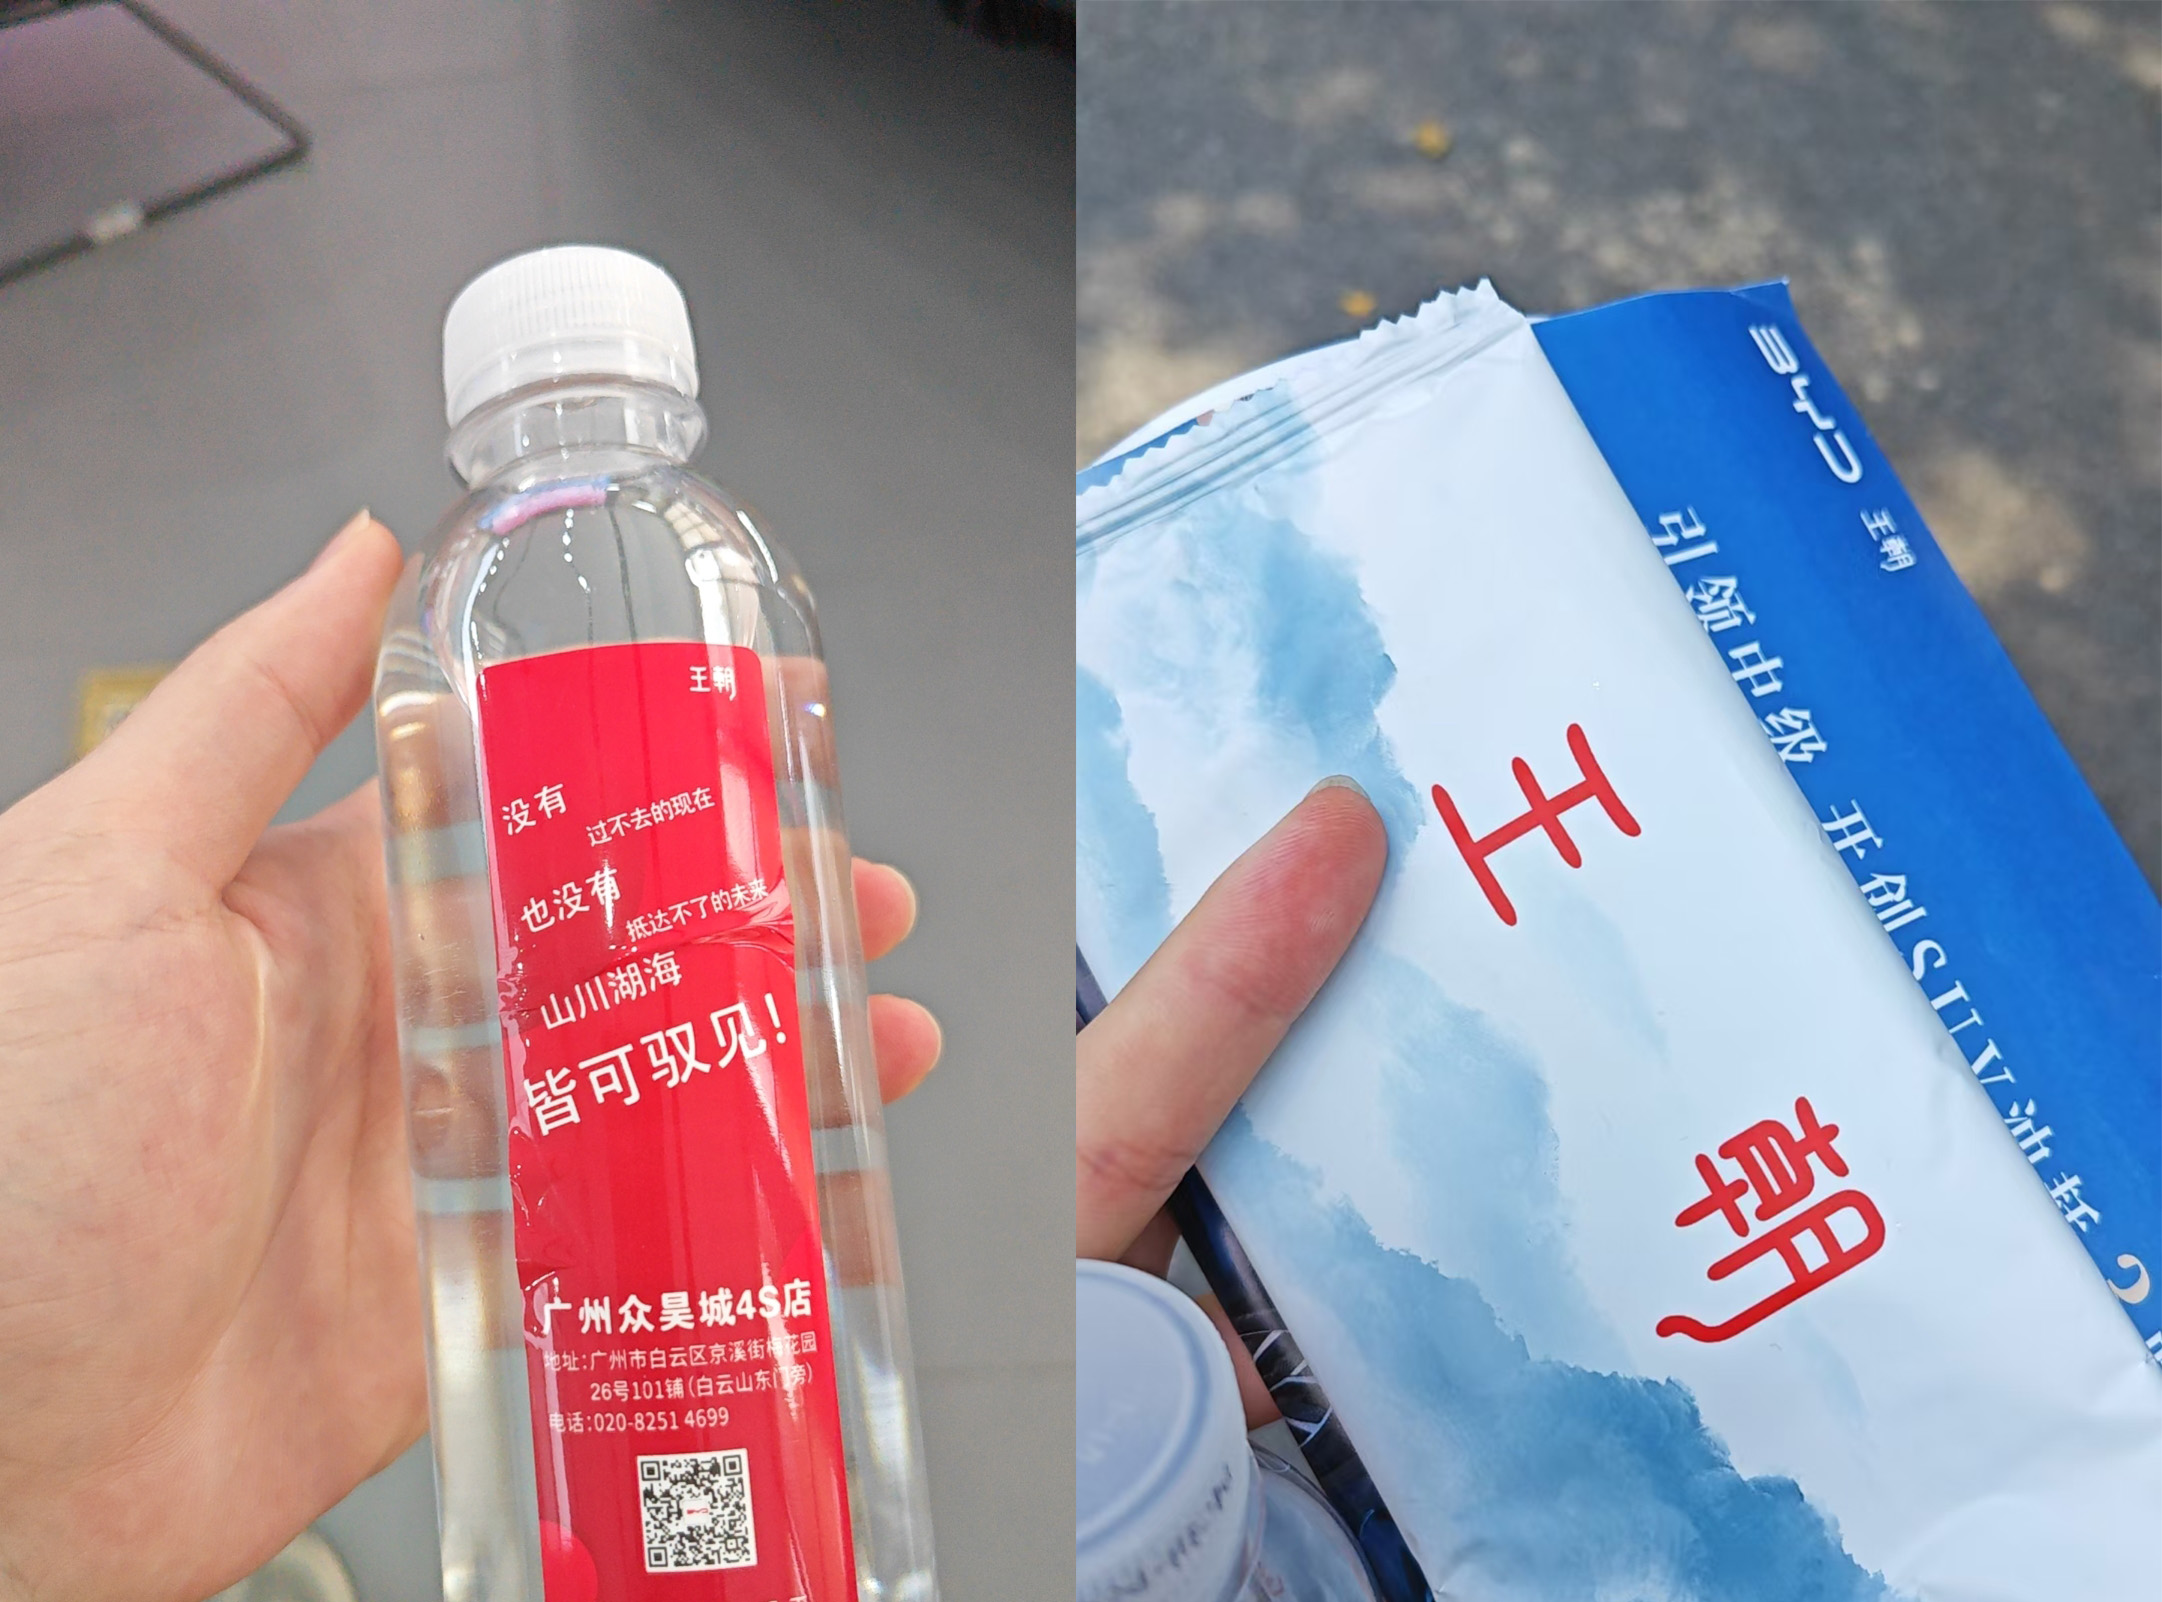 王朝
没有
过不去的现在
也没有
抵达不了的未来
山川湖海
皆可驭见!
广州众昊城4S店
地址:广州市白云区京溪街梅花园
26号101铺(白云山东门旁)
电话:020-8251 4699
王朝
BYD 王朝
引领中级 开创SUV油耗2